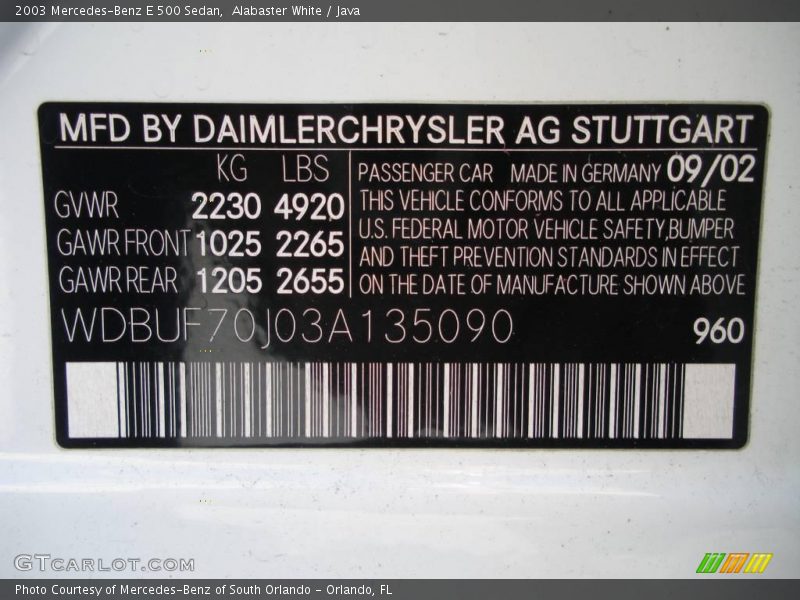 2003 Mercedes-Benz E 500 Sedan, Alabaster White / Java
MFD BY DAIMLERCHRYSLER AG STUTTGART
KG LBS
GVWR 2230 4920
GAWR FRONT 1025 2265
GAWR REAR 1205 2655
PASSENGER CAR MADE IN GERMANY 09/02
THIS VEHICLE CONFORMS TO ALL APPLICABLE
U.S. FEDERAL MOTOR VEHICLE SAFETY,BUMPER
AND THEFT PREVENTION STANDARDS IN EFFECT
ON THE DATE OF MANUFACTURE SHOWN ABOVE
WDBUF70J03A135090 960
GTCARLOT.COM
Photo Courtesy of Mercedes-Benz of South Orlando - Orlando, FL